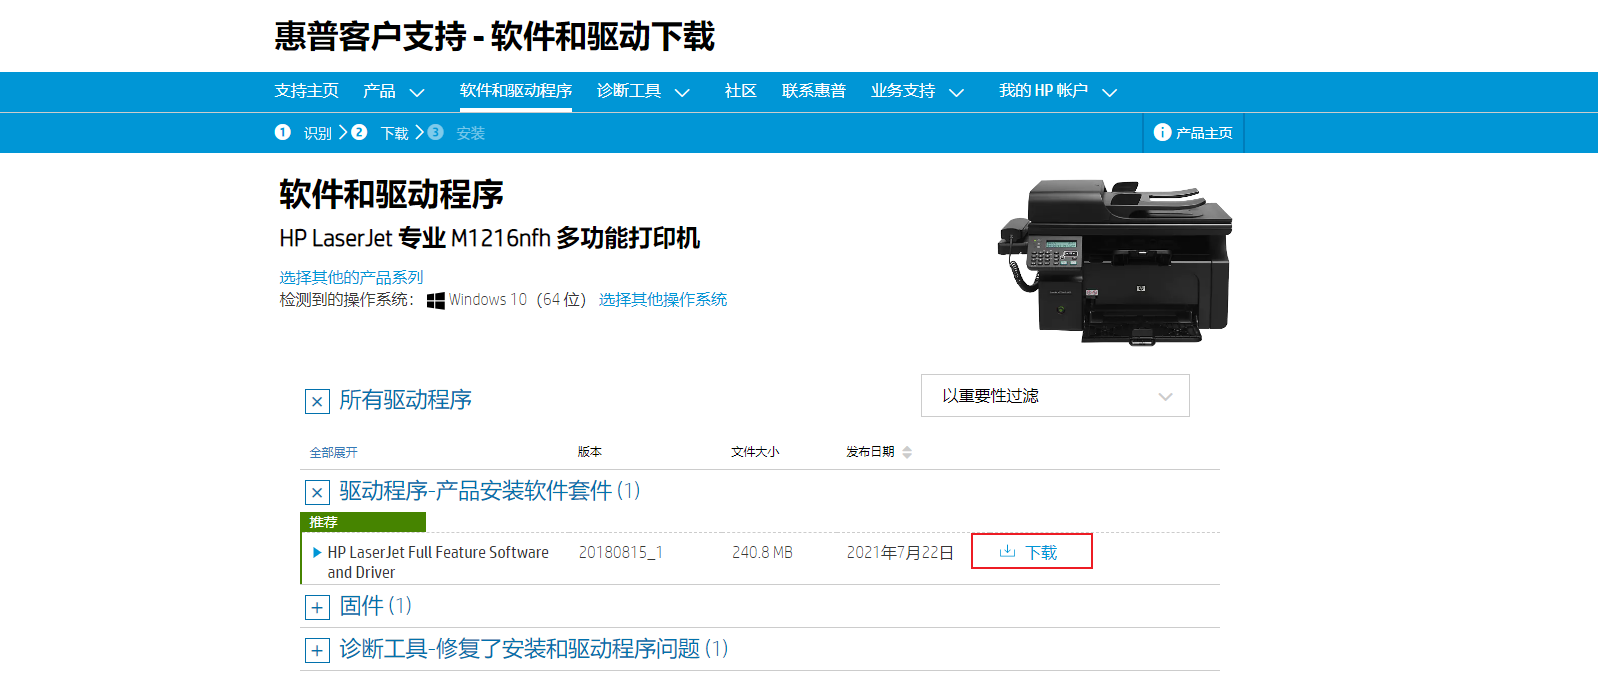 惠普客户支持 - 软件和驱动下载
支持主页 产品 软件和驱动程序 诊断工具 社区 联系惠普 业务支持 我的 HP 帐户
1 识别 2 下载 3 安装 i 产品主页
软件和驱动程序
HP LaserJet 专业 M1216nfh 多功能打印机
选择其他的产品系列
检测到的操作系统： Windows 10（64 位） 选择其他操作系统
所有驱动程序 以重要性过滤
全部展开 版本 文件大小 发布日期
驱动程序-产品安装软件套件 (1)
推荐
HP LaserJet Full Feature Software 20180815_1 240.8 MB 2021年7月22日 下载
and Driver
固件 (1)
诊断工具-修复了安装和驱动程序问题 (1)